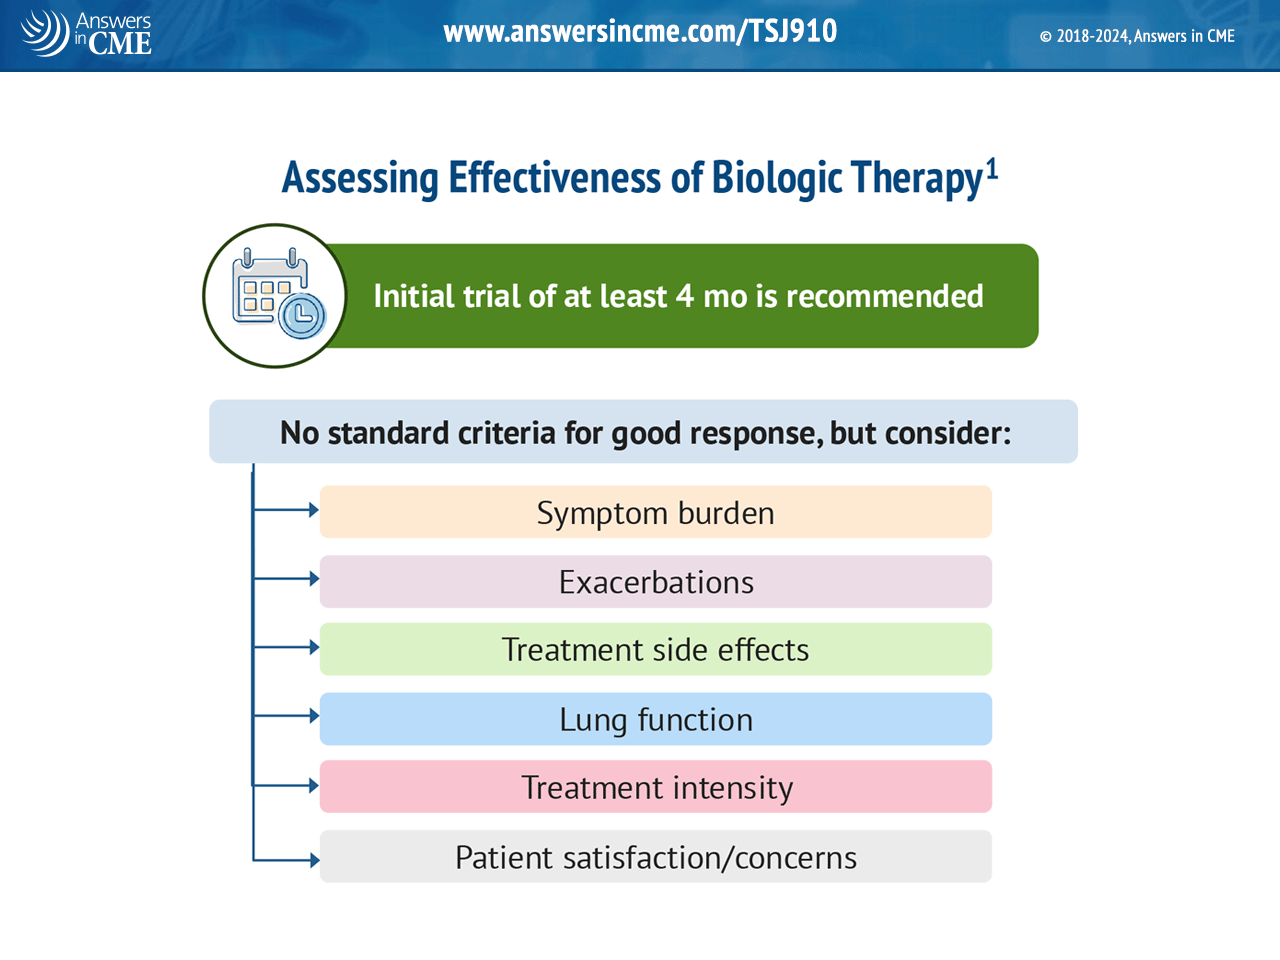 Answers
in CME
www.answersincme.com/TSJ910
© 2018-2024, Answers in CME
Assessing Effectiveness of Biologic Therapy¹
Initial trial of at least 4 mo is recommended
No standard criteria for good response, but consider:
Symptom burden
Exacerbations
Treatment side effects
Lung function
Treatment intensity
Patient satisfaction/concerns